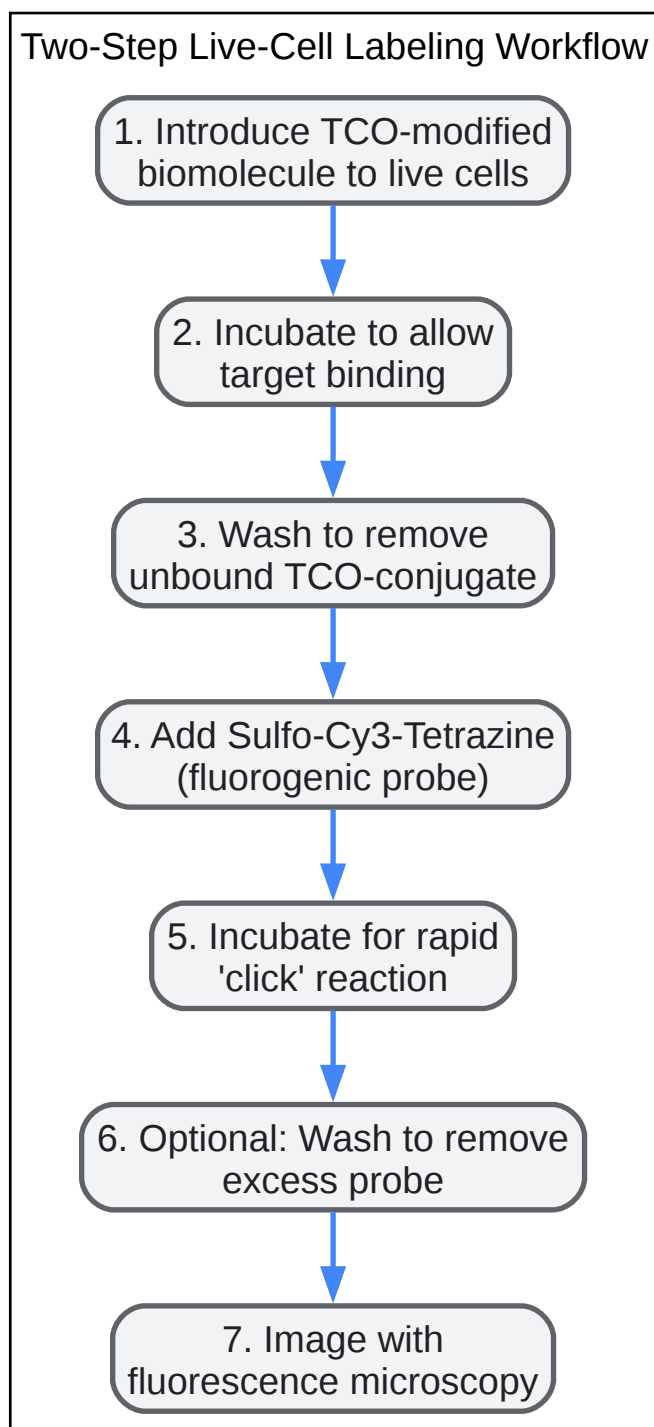 Two-Step Live-Cell Labeling Workflow
1. Introduce TCO-modified
biomolecule to live cells
2. Incubate to allow
target binding
3. Wash to remove
unbound TCO-conjugate
4. Add Sulfo-Cy3-Tetrazine
(fluorogenic probe)
5. Incubate for rapid
'click' reaction
6. Optional: Wash to remove
excess probe
7. Image with
fluorescence microscopy